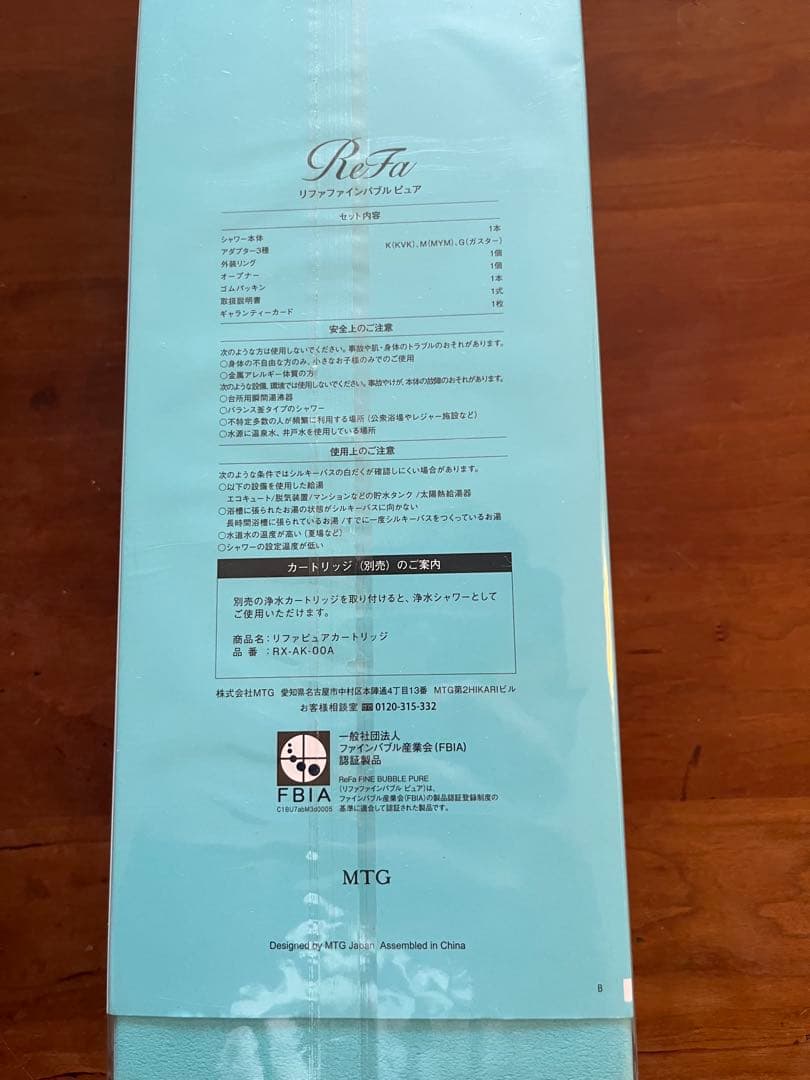 ReFa
リファファインバブル ピュア
セット内容
シャワー本体 1本
アダプター3種 K(KVK)、M(MYM)、G(ガスター)
外装リング 1個
オープナー 1個
ゴムパッキン 1本
取扱説明書 1式
ギャランティーカード 1枚
安全上のご注意
次のような方は使用しないでください。事故や肌・身体のトラブルのおそれがあります。
○身体の不自由な方のみ、小さなお子様のみでのご使用
○金属アレルギー体質の方
次のような設備、環境では使用しないでください。事故やけが、本体の故障のおそれがあります。
○台所用瞬間湯沸器
○バランス釜タイプのシャワー
○不特定多数の人が頻繁に利用する場所(公衆浴場やレジャー施設など)
○水源に温泉水、井戸水を使用している場所
使用上のご注意
次のような条件ではシルキーバスの白だくが確認しにくい場合があります。
○以下の設備を使用した給湯
エコキュート/脱気装置/マンションなどの貯水タンク/太陽熱給湯器
○浴槽に張られたお湯の状態がシルキーバスに向かない
長時間浴槽に張られているお湯/すでに一度シルキーバスをつくっているお湯
○水道水の温度が高い(夏場など)
○シャワーの設定温度が低い
カートリッジ(別売)のご案内
別売の浄水カートリッジを取り付けると、浄水シャワーとして
ご使用いただけます。
商品名:リファピュアカートリッジ
品 番 :RX-AK-00A
株式会社MTG 愛知県名古屋市中村区本陣通4丁目13番 MTG第2HIKARIビル
お客様相談室 0120-315-332
一般社団法人
ファインバブル産業会(FBIA)
認証製品
FBIA
C1BU7abM3d0005
ReFa FINE BUBBLE PURE
(リファファインバブル ピュア)は、
ファインバブル産業会(FBIA)の製品認証登録制度の
基準に適合して認証された製品です。
MTG
Designed by MTG Japan Assembled in China
B